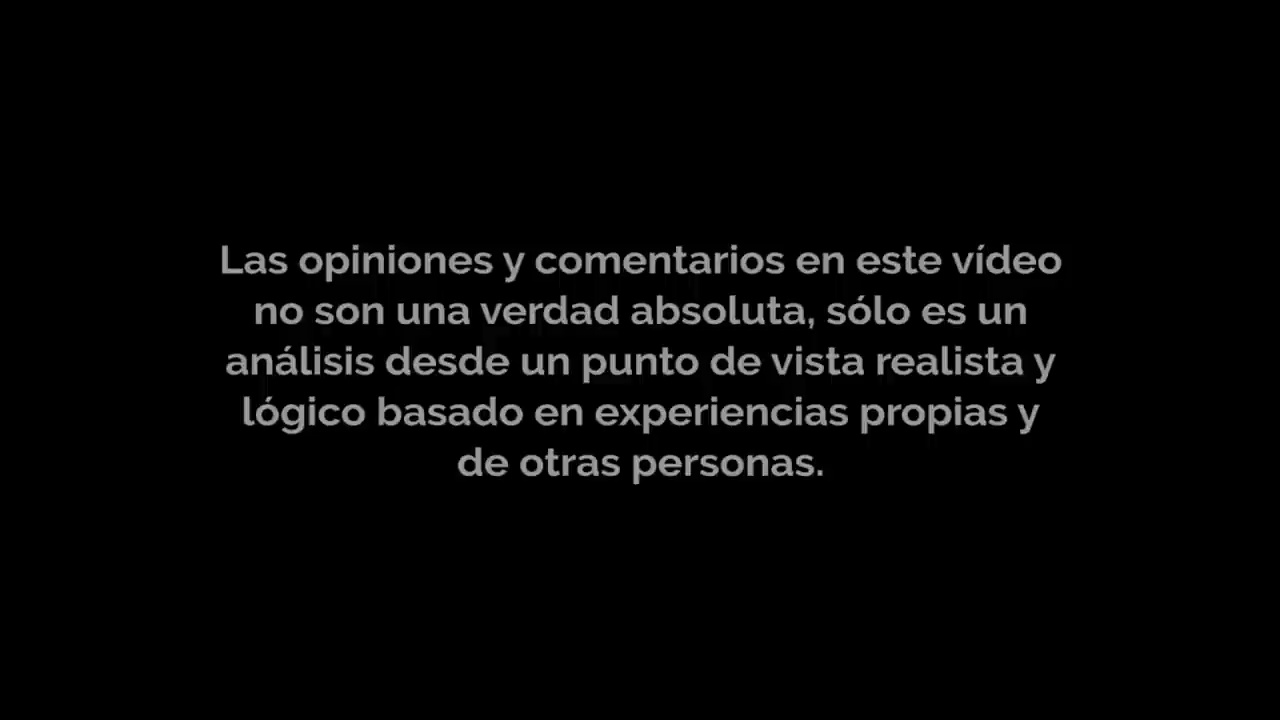 Las opiniones y comentarios en este vídeo
no son una verdad absoluta, sólo es un
análisis desde un punto de vista realista y
lógico basado en experiencias propias y
de otras personas.